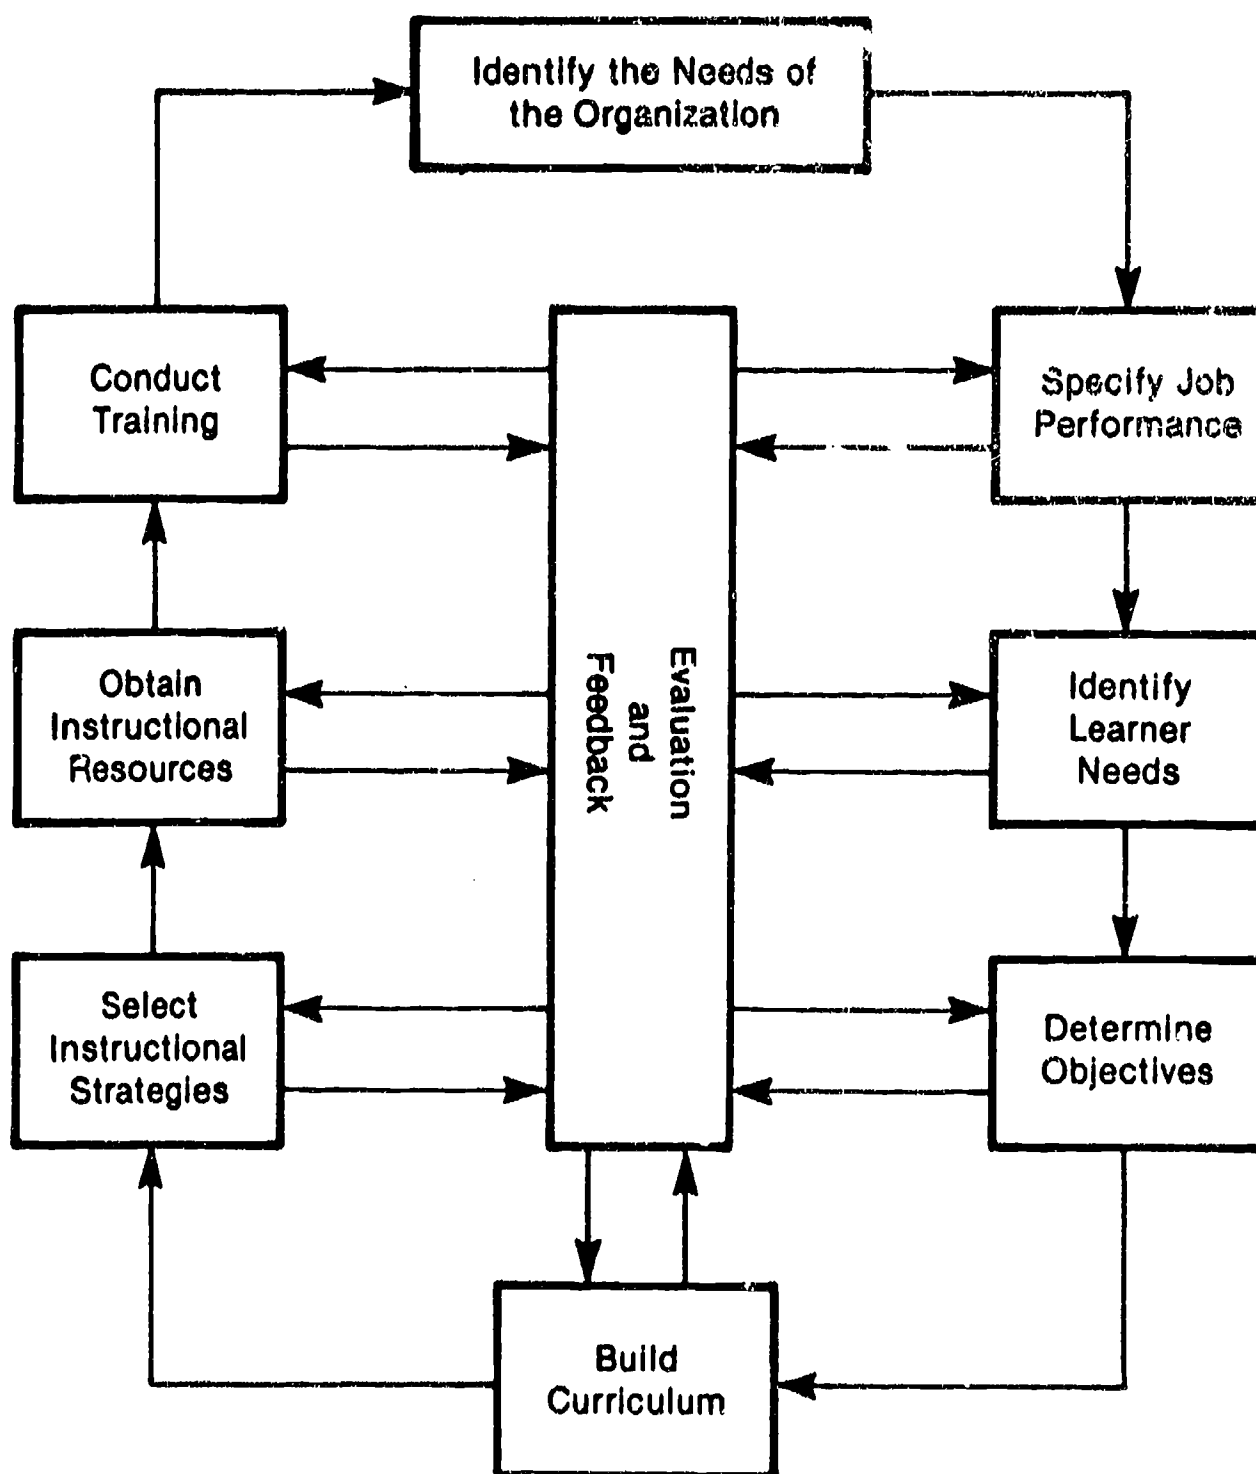 Identify the Needs of
the Organization
Conduct
Training
Specify Job
Performance
Evaluation
and
Feedback
Obtain
Instructional
Resources
Identify
Learner
Needs
Select
Instructional
Strategies
Determine
Objectives
Build
Curriculum